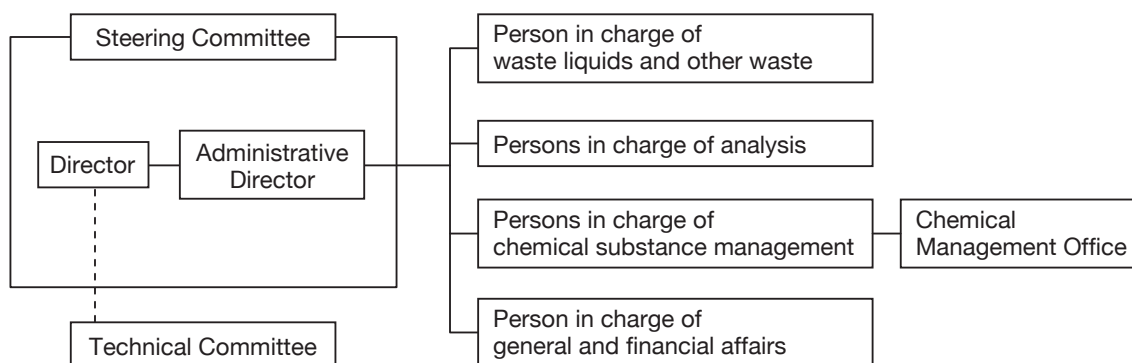 Steering Committee
Director
Administrative
Director
Technical Committee
Person in charge of
waste liquids and other waste
Persons in charge of analysis
Persons in charge of
chemical substance management
Chemical
Management Office
Person in charge of
general and financial affairs